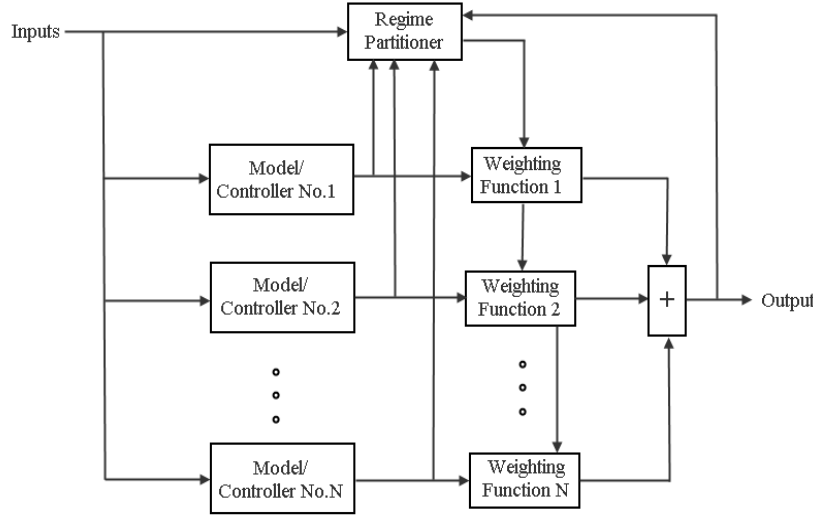 Regime
Partitioner
Inputs
Model/
Controller No.1
Weighting
Function 1
Model/
Controller No.2
Weighting
Function 2
+
Output
Model/
Controller No.N
Weighting
Function N